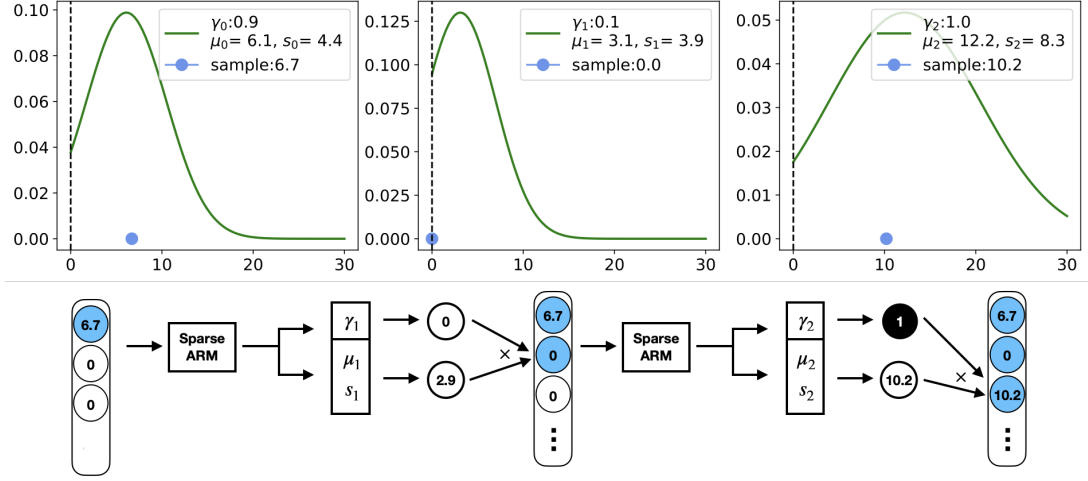 0.10
0.08
0.06
0.04
0.02
0.00
0
10
20
30
γ0:0.9
μ0= 6.1, s0= 4.4
sample:6.7
0.125
0.100
0.075
0.050
0.025
0.000
0
10
20
30
γ1:0.1
μ1= 3.1, s1= 3.9
sample:0.0
0.05
0.04
0.03
0.02
0.01
0.00
0
10
20
30
γ2:1.0
μ2= 12.2, s2= 8.3
sample:10.2
6.7
0
0
Sparse
ARM
γ1
μ1
s1
0
2.9
×
6.7
0
0
Sparse
ARM
γ2
μ2
s2
1
10.2
×
6.7
0
10.2